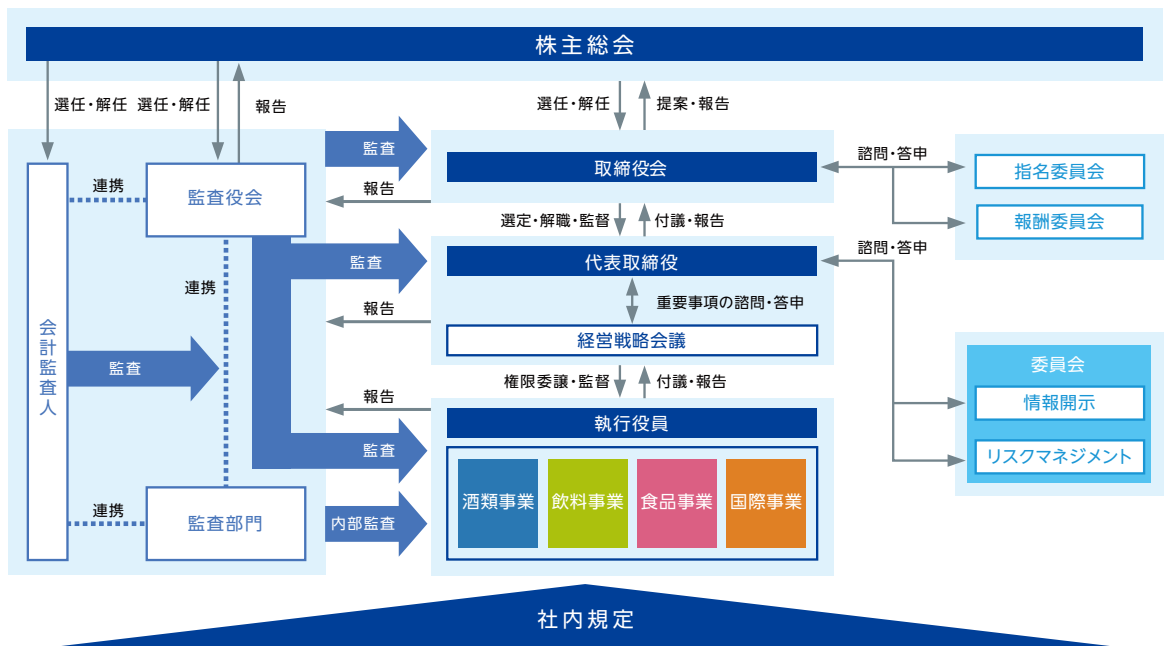 株主総会
選任・解任
選任・解任
報告
選任・解任
提案・報告
監査
取締役会
諮問・答申
指名委員会
報酬委員会
連携
監査役会
報告
選定・解職・監督
付議・報告
監査
代表取締役
諮問・答申
連携
重要事項の諮問・答申
報告
経営戦略会議
会計監査人
監査
委員会
情報開示
リスクマネジメント
権限委譲・監督
付議・報告
報告
執行役員
監査
酒類事業
飲料事業
食品事業
国際事業
連携
監査部門
内部監査
社内規定